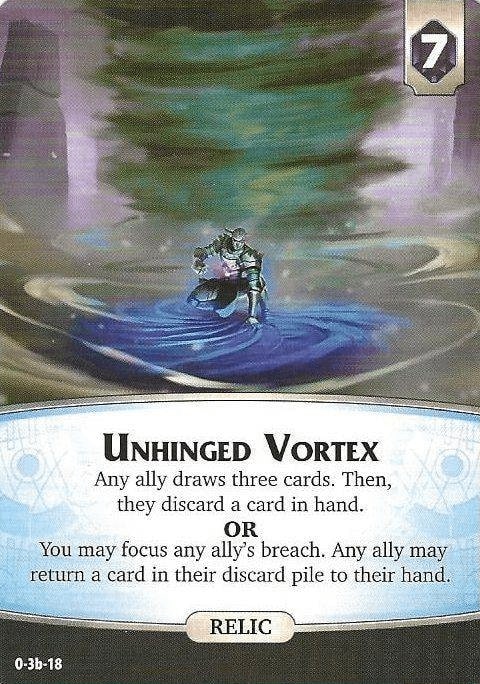 7
Unhinged Vortex
Any ally draws three cards. Then,
they discard a card in hand.
OR
You may focus any ally's breach. Any ally may
return a card in their discard pile to their hand.
RELIC
0-3b-18